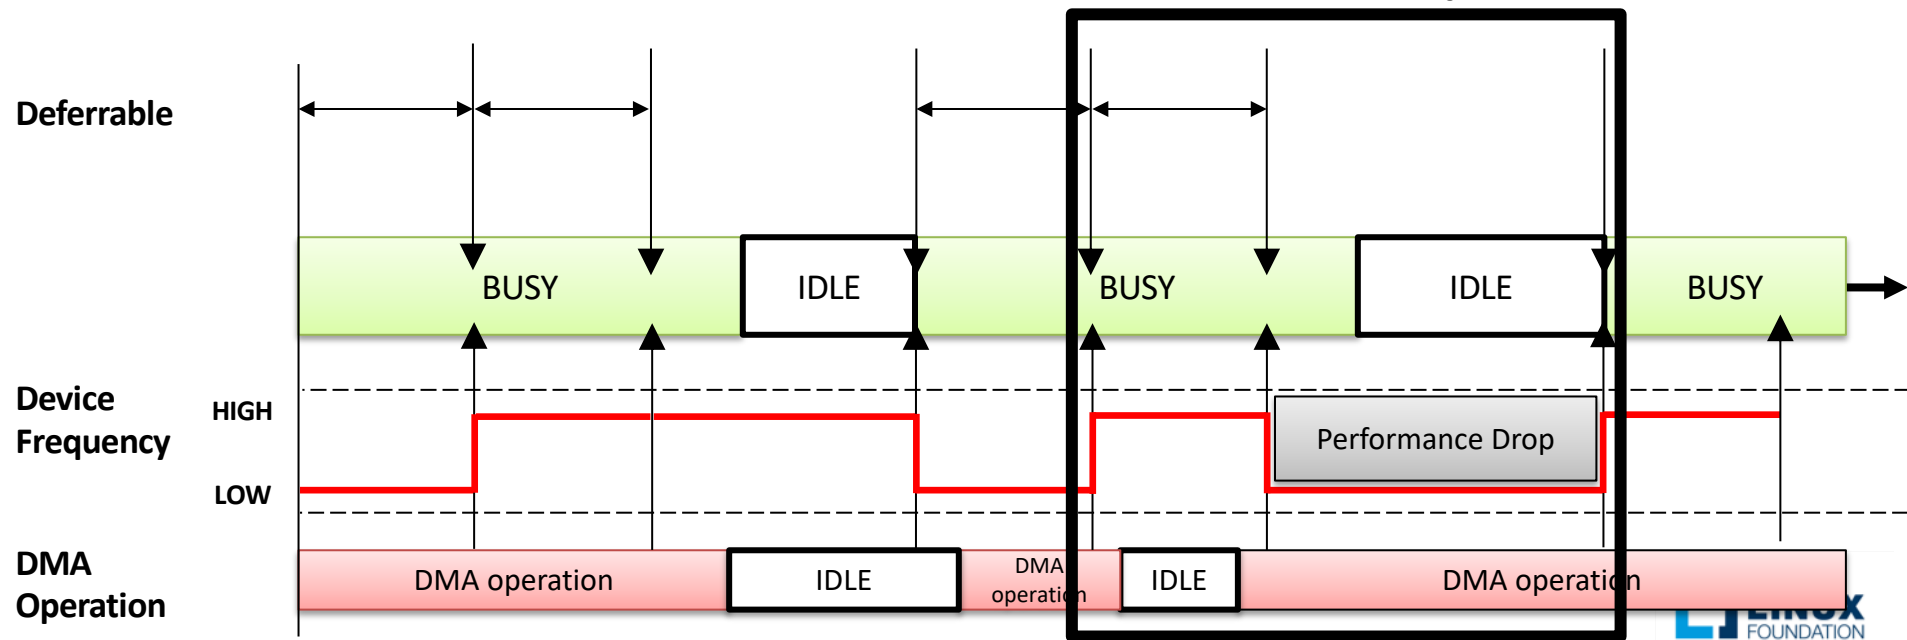 Deferrable
BUSY
IDLE
BUSY
IDLE
BUSY
Device
Frequency
HIGH
LOW
Performance Drop
DMA
Operation
DMA operation
IDLE
DMA
operation
IDLE
DMA operation
LINUX
FOUNDATION